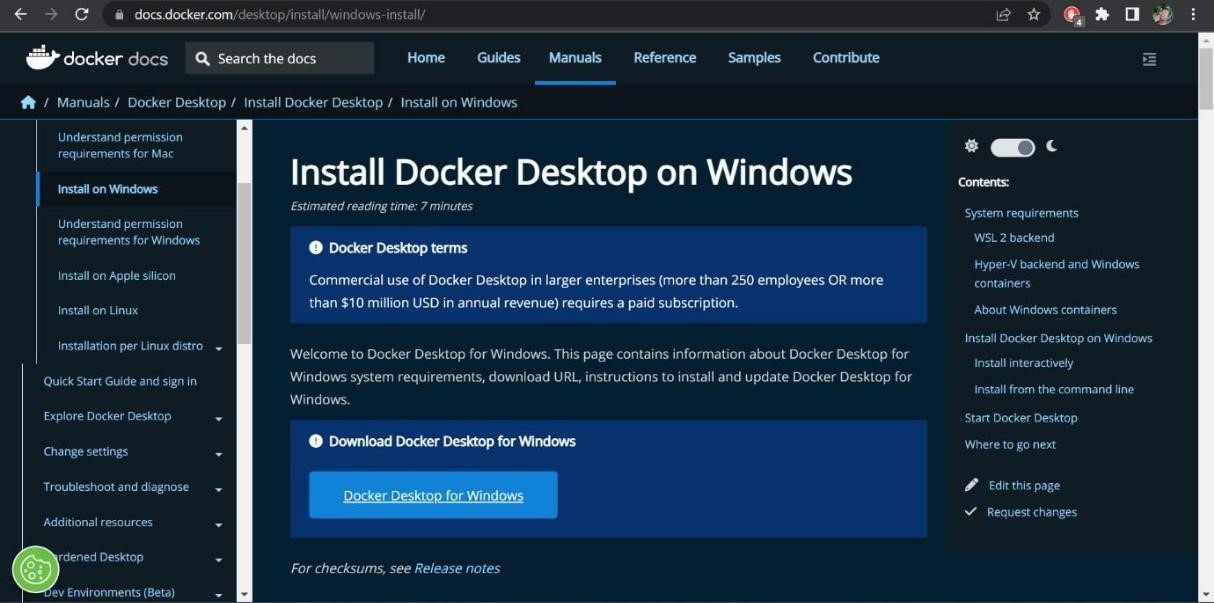 docs.docker.com/desktop/install/windows-install/
4
docker docs
Search the docs
Home
Guides
Manuals
Reference
Samples
Contribute
/ Manuals / Docker Desktop / Install Docker Desktop / Install on Windows
Understand permission
requirements for Mac
Install on Windows
Understand permission
requirements for Windows
Install on Apple silicon
Install on Linux
Installation per Linux distro
Quick Start Guide and sign in
Explore Docker Desktop
Change settings
Troubleshoot and diagnose
Additional resources
rdened Desktop
Dev Environments (Beta)
Install Docker Desktop on Windows
Estimated reading time: 7 minutes
Docker Desktop terms
Commercial use of Docker Desktop in larger enterprises (more than 250 employees OR more
than $10 million USD in annual revenue) requires a paid subscription.
Welcome to Docker Desktop for Windows. This page contains information about Docker Desktop for
Windows system requirements, download URL, instructions to install and update Docker Desktop for
Windows.
Download Docker Desktop for Windows
Docker Desktop for Windows
For checksums, see Release notes
Contents:
System requirements
WSL 2 backend
Hyper-V backend and Windows
containers
About Windows containers
Install Docker Desktop on Windows
Install interactively
Install from the command line
Start Docker Desktop
Where to go next
Edit this page
Request changes